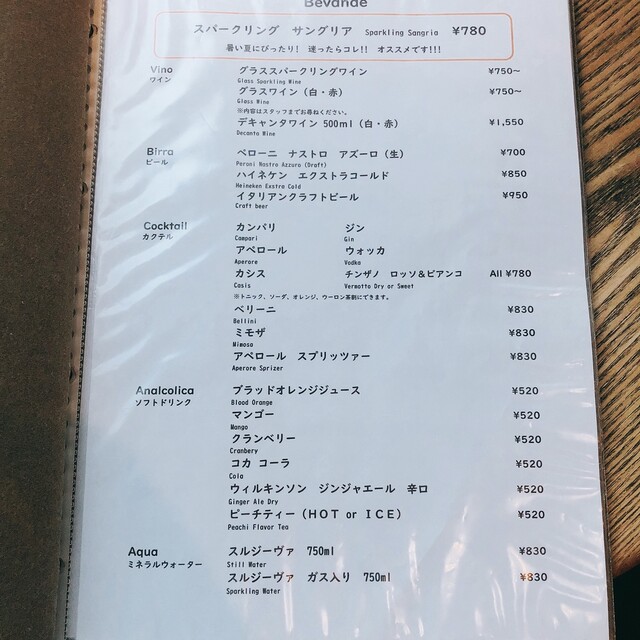 Bevande
スパークリング サングリア Sparkling Sangria ¥780
暑い夏にぴったり! 迷ったらコレ!! オススメです!!!
Vino グラススパークリングワイン ¥750~
ワイン Glass Sparkling Wine
グラスワイン(白・赤) ¥750~
Glass Wine
※内容はスタッフまでお尋ねください。
デキャンタワイン 500ml(白・赤) ¥1,550
Decanto Wine
Birra ペローニ ナストロ アズーロ(生) ¥700
ビール Peroni Nastro Azzuro (Draft)
ハイネケン エクストラコールド ¥850
Heineken Exstra Cold
イタリアンクラフトビール ¥950
Craft beer
Cocktail カンパリ ジン
カクテル Campari Gin
アペロール ウォッカ
Aperore Vodka
カシス チンザノ ロッソ&ビアンコ All ¥780
Casis Vermotto Dry or Sweet
※トニック、ソーダ、オレンジ、ウーロン茶割にできます。
ベリーニ ¥830
Bellini
ミモザ ¥830
Mimosa
アペロール スプリッツァー ¥830
Aperore Sprizer
Analcolica ブラッドオレンジジュース ¥520
ソフトドリンク Blood Orange
マンゴー ¥520
Mango
クランベリー ¥520
Cranbery
コカ コーラ ¥520
Cola
ウィルキンソン ジンジャエール 辛口 ¥520
Ginger Ale Dry
ピーチティー(HOT or ICE) ¥520
Peachi Flavor Tea
Aqua スルジーヴァ 750ml ¥830
ミネラルウォーター Still Water
スルジーヴァ ガス入り 750ml ¥830
Sparkling Water